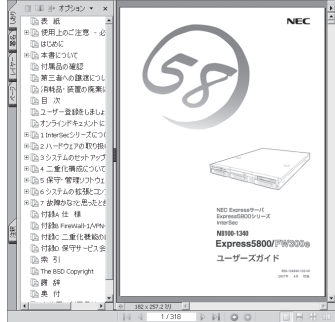 オプション
表 紙
使用上のご注意 - 必
はじめに
本書について
付属品の確認
第三者への譲渡につい
消耗品・装置の廃棄に
目 次
ユーザー登録をしましょ
オンラインドキュメントに
1 InterSecシリーズにつ
2 ハードウェアの取り扱い
3 システムのセットアップ
4 二重化構成につい
5 保守・管理ソフトウェ
6 システムの拡張とコン
7 故障かな?と思ったと
付録A 仕 様
付録B FireWall-1/VPN-
付録C 二重化機能の
付録D 保守サービス会
索 引
The BSD Copyright
謝 辞
奥 付
NEC
58
NEC Expressサーバ
Express5800シリーズ
InterSec
N8100-1340
Express5800/FW300e
ユーザーズガイド
182 x 257.2 ミリ
1 / 318